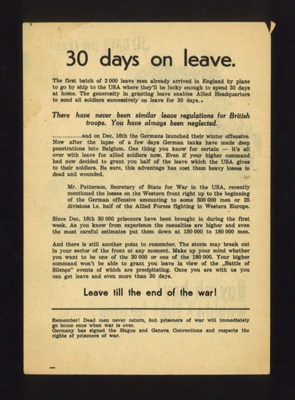 30 days on leave.
The first batch of 2 000 leave men already arrived in England by plane
to go by ship to the USA where they'll be lucky enough to spend 30 days
at home. The generosity in granting leave enables Allied Headquarters
to send all soldiers successively on leave for 30 days.
There have never been similar leave regulations for British
troops. You have always been neglected.
...............and on Dec. 16th the Germans launched their winter offensive.
Now after the lapse of a few days German tanks have made deep
penetrations into Belgium. One thing you know for certain — it's all
over with leave for allied soldiers now. Even if your higher command
had now decided to grant you half of the leave which the USA gives
to their soldiers. Be sure, this advantage has cost them heavy losses in
dead and wounded.
Mr. Patterson, Secretary of State for War in the USA, recently
mentioned the losses on the Western front right up to the beginning
of the German offensive amounting to some 500 000 men or 25
divisions i.e. half of the Allied Forces fighting in Western Europe.
Since Dec. 16th 30 000 prisoners have been brought in during the first
week. As you know from experience the casualties are higher and even
the most careful estimates put them down at 150 000 to 180 000 men.
And there is still another point to remember. The storm may break out
in your sector of the front at any moment. Make up your mind whether
you want to be one of the 30 000 or one of the 180 000. Your higher
command won't be able to grant you leave in view of the „Battle of
Silenge" events of which are precipitating. Once you are with us you
can get leave and even more than 30 days.
Leave till the end of the war!
Remember! Dead men never return, but prisoners of war will immediately
go home once war is over.
Germany has signed the Hague and Geneva Conventions and respects the
rights of prisoners of war.